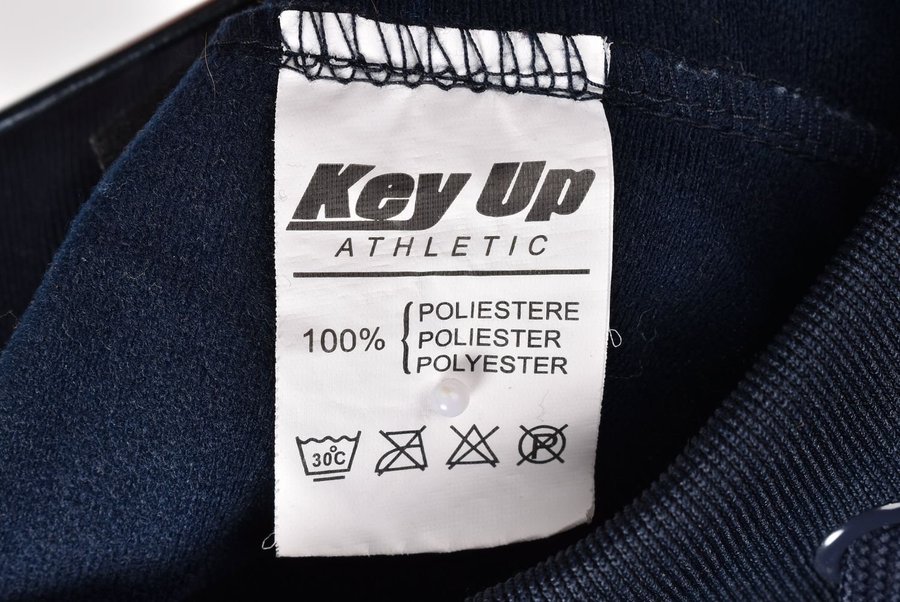 Key Up
ATHLETIC
100%
POLIESTERE
POLIESTER
POLYESTER
30°C
P